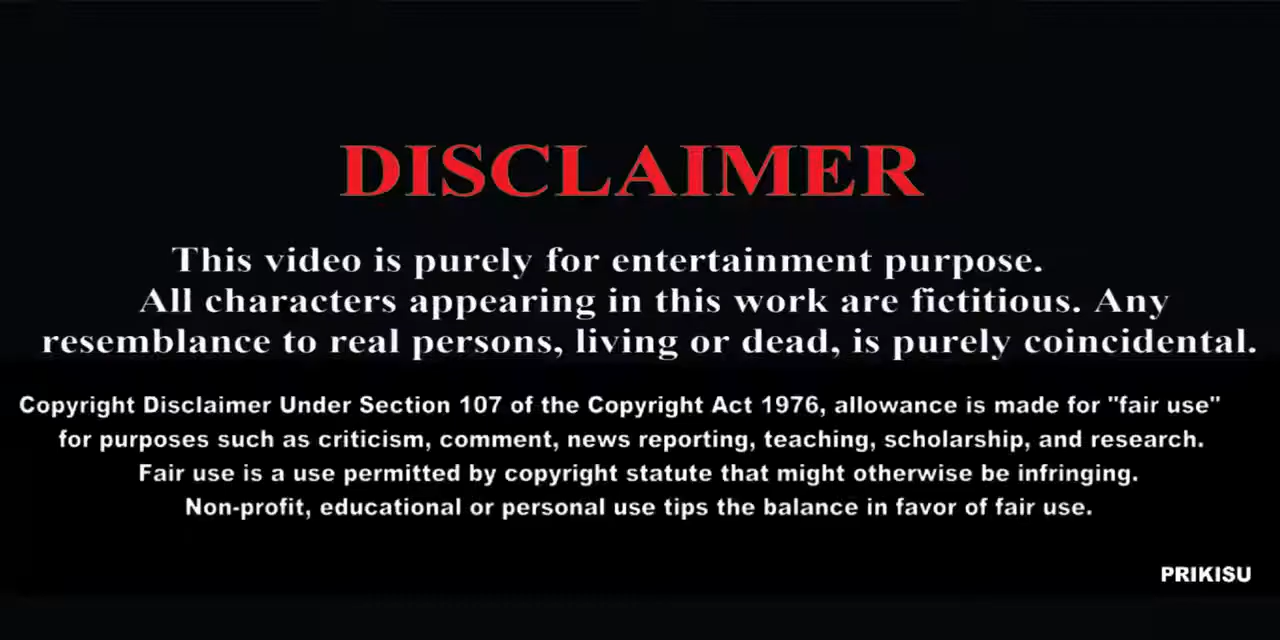 DISCLAIMER
This video is purely for entertainment purpose.
All characters appearing in this work are fictitious. Any
resemblance to real persons, living or dead, is purely coincidental.
Copyright Disclaimer Under Section 107 of the Copyright Act 1976, allowance is made for "fair use"
for purposes such as criticism, comment, news reporting, teaching, scholarship, and research.
Fair use is a use permitted by copyright statute that might otherwise be infringing.
Non-profit, educational or personal use tips the balance in favor of fair use.
PRIKISU